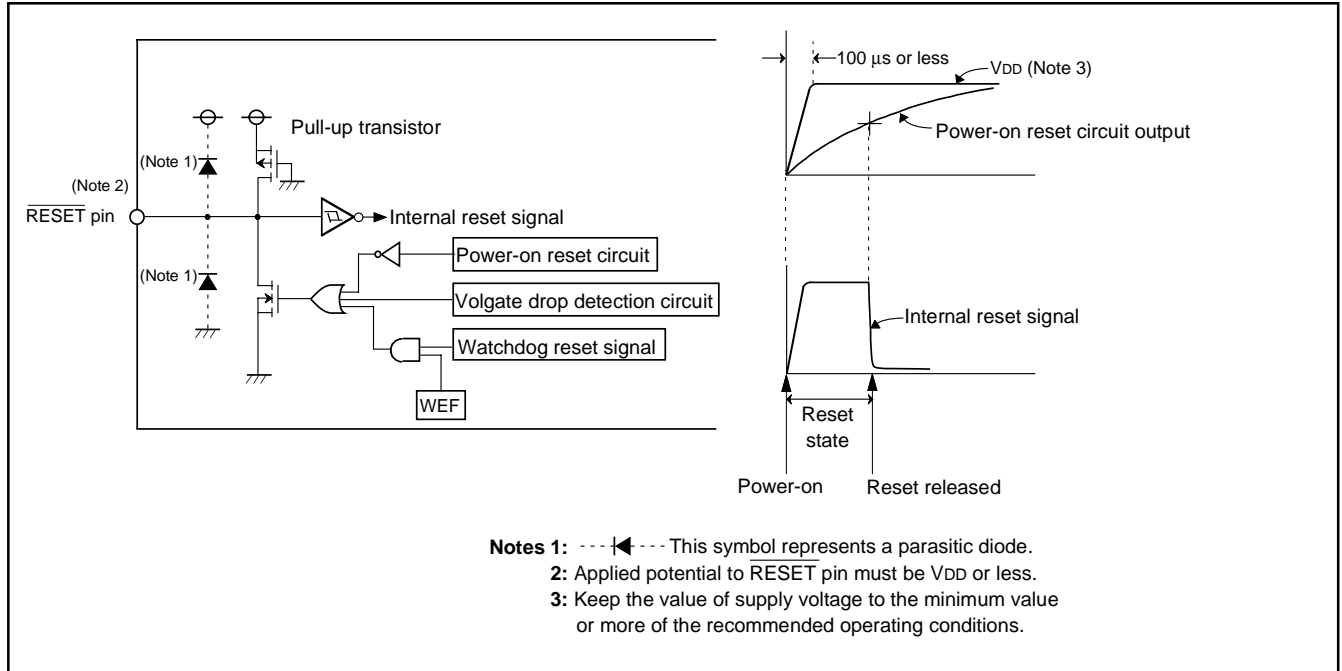 100 µs or less
VDD (Note 3)
Pull-up transistor
Power-on reset circuit output
(Note 1)
(Note 2)
RESET pin
Internal reset signal
Power-on reset circuit
(Note 1)
Volgate drop detection circuit
Internal reset signal
Watchdog reset signal
WEF
Reset
state
Power-on
Reset released
Notes 1: This symbol represents a parasitic diode.
2: Applied potential to RESET pin must be VDD or less.
3: Keep the value of supply voltage to the minimum value
or more of the recommended operating conditions.